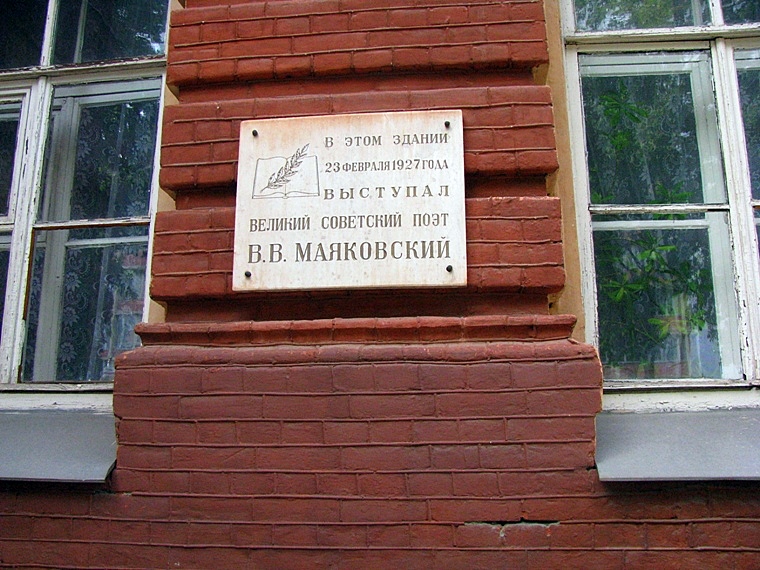 В ЭТОМ ЗДАНИИ
23 ФЕВРАЛЯ 1927 ГОДА
ВЫСТУПАЛ
ВЕЛИКИЙ СОВЕТСКИЙ ПОЭТ
В.В. МАЯКОВСКИЙ